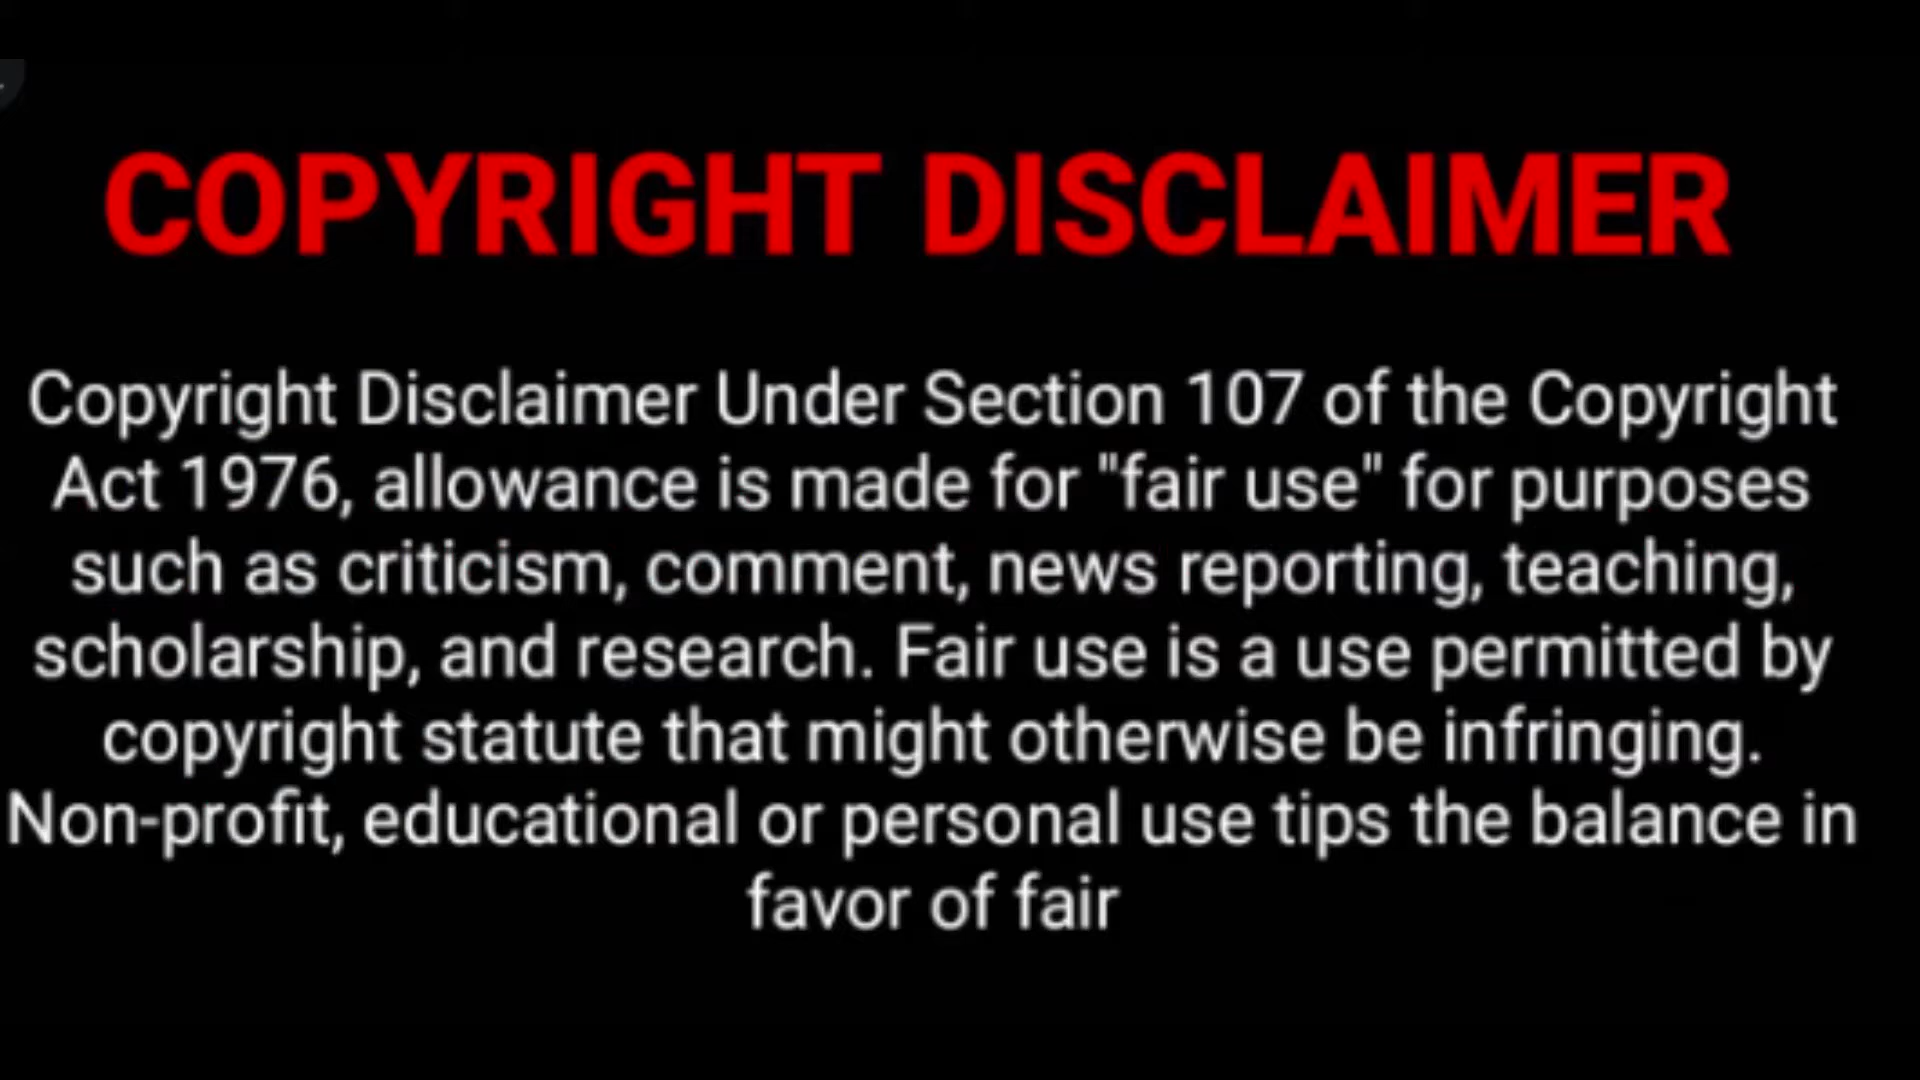 COPYRIGHT DISCLAIMER
Copyright Disclaimer Under Section 107 of the Copyright
Act 1976, allowance is made for "fair use" for purposes
such as criticism, comment, news reporting, teaching,
scholarship, and research. Fair use is a use permitted by
copyright statute that might otherwise be infringing.
Non-profit, educational or personal use tips the balance in
favor of fair